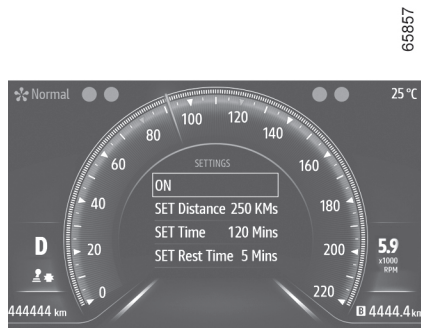 65857
Normal
25 °C
100
120
80
140
60
160
SETTINGS
ON
40
SET Distance 250 KMs
180
SET Time 120 Mins
D
20
SET Rest Time 5 Mins
200
5.9
x1000
RPM
0
220
444444 km
B 4444.4 km